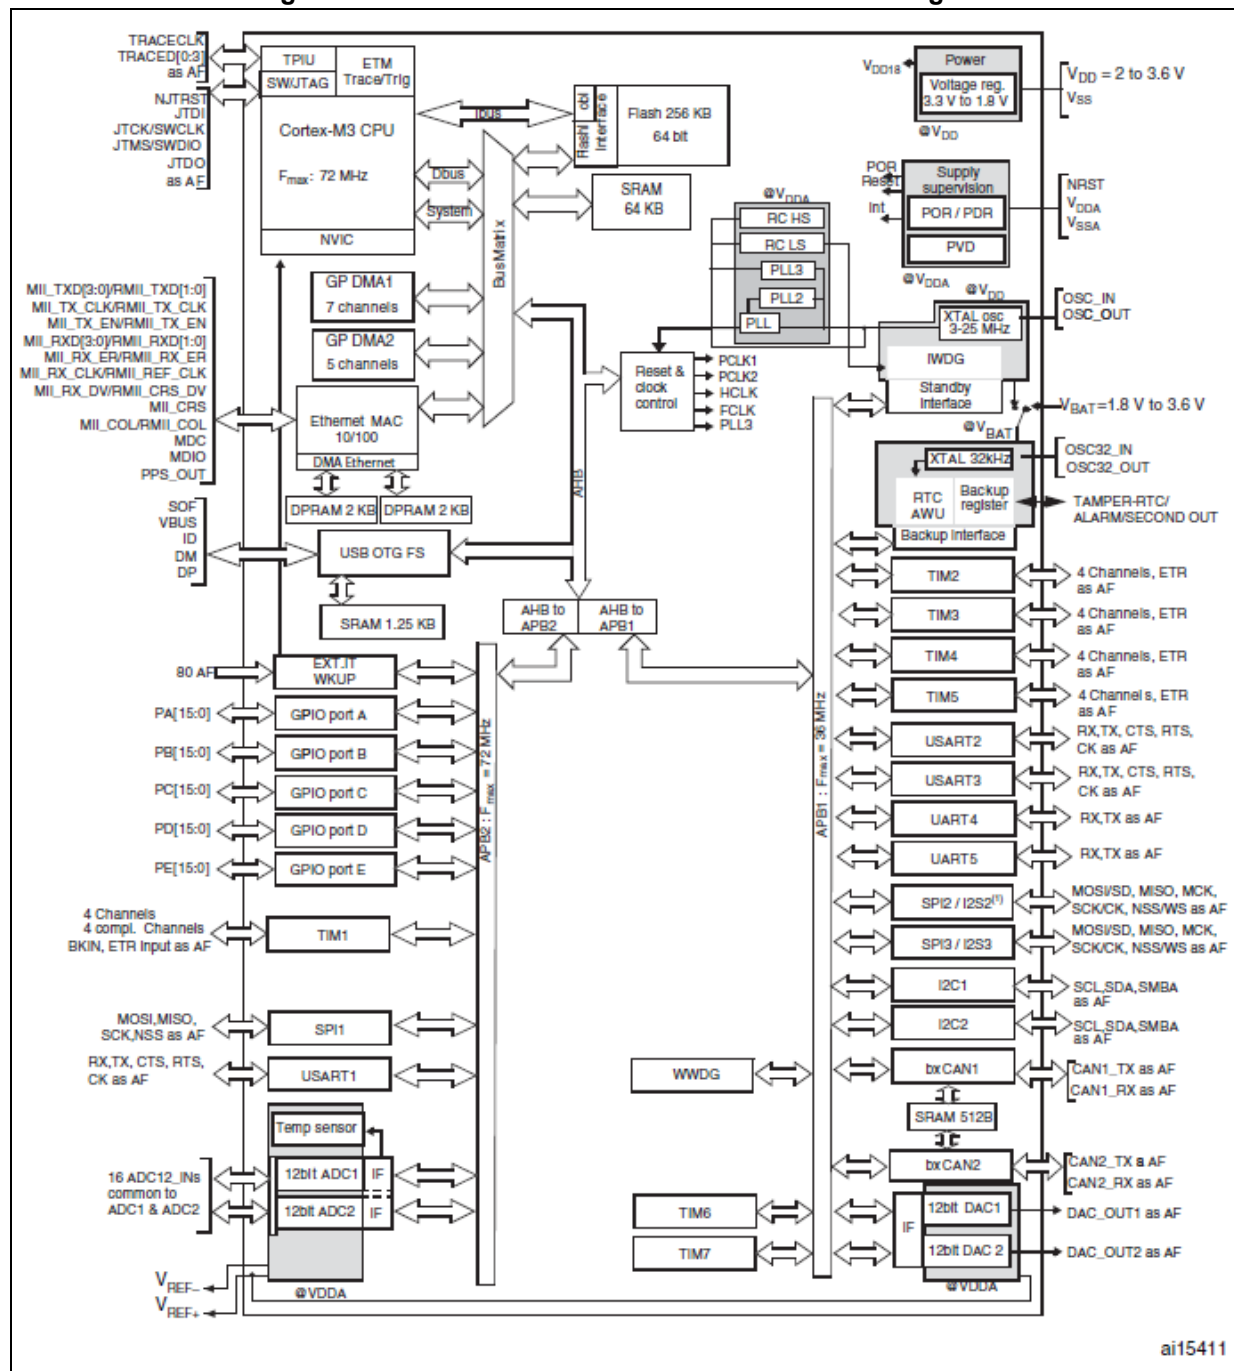 TRACECLK
TRACED[0:3]
as AF
NJTRST
JTDI
JTCK/SWCLK
JTMS/SWDIO
JTDO
as AF
TPIU
SW/JTAG
ETM
Trace/Trig
Cortex-M3 CPU
Fmax: 72 MHz
NVIC
Ibus
Dbus
System
BusMatrix
obl
Flash
Interface
Flash 256 KB
64 bit
SRAM
64 KB
VDD18
Power
Voltage reg.
3.3 V to 1.8 V
@VDD
VDD = 2 to 3.6 V
VSS
POR
Reset
Int
Supply
supervision
POR / PDR
PVD
@VDDA
NRST
VDDA
VSSA
@VDDA
RC HS
RC LS
PLL3
PLL2
PLL
@VDD
XTAL osc
3-25 MHz
IWDG
Standby
Interface
OSC_IN
OSC_OUT
VBAT=1.8 V to 3.6 V
GP DMA1
7 channels
GP DMA2
5 channels
Reset &
clock
control
PCLK1
PCLK2
HCLK
FCLK
PLL3
MII_TXD[3:0]/RMII_TXD[1:0]
MII_TX_CLK/RMII_TX_CLK
MII_TX_EN/RMII_TX_EN
MII_RXD[3:0]/RMII_RXD[1:0]
MII_RX_ER/RMII_RX_ER
MII_RX_CLK/RMII_REF_CLK
MII_RX_DV/RMII_CRS_DV
MII_CRS
MII_COL/RMII_COL
MDC
MDIO
PPS_OUT
Ethernet MAC
10/100
DMA Ethernet
DPRAM 2 KB
DPRAM 2 KB
AHB
@VBAT
XTAL 32kHz
RTC
AWU
Backup
register
Backup Interface
OSC32_IN
OSC32_OUT
TAMPER-RTC/
ALARM/SECOND OUT
SOF
VBUS
ID
DM
DP
USB OTG FS
SRAM 1.25 KB
AHB to
APB2
AHB to
APB1
80 AF
EXT.IT
WKUP
PA[15:0]
GPIO port A
PB[15:0]
GPIO port B
PC[15:0]
GPIO port C
PD[15:0]
GPIO port D
PE[15:0]
GPIO port E
4 Channels
4 compl. Channels
BKIN, ETR input as AF
TIM1
MOSI,MISO,
SCK,NSS as AF
SPI1
RX,TX, CTS, RTS,
CK as AF
USART1
Temp sensor
16 ADC12_INs
common to
ADC1 & ADC2
12bit ADC1
IF
12bit ADC2
IF
VREF–
VREF+
@VDDA
APB2 : Fmax = 72 MHz
APB1 : Fmax = 36 MHz
TIM2
4 Channels, ETR
as AF
TIM3
4 Channels, ETR
as AF
TIM4
4 Channels, ETR
as AF
TIM5
4 Channels, ETR
as AF
USART2
RX,TX, CTS, RTS,
CK as AF
USART3
RX,TX, CTS, RTS,
CK as AF
UART4
RX,TX as AF
UART5
RX,TX as AF
SPI2 / I2S2(1)
MOSI/SD, MISO, MCK,
SCK/CK, NSS/WS as AF
SPI3 / I2S3
MOSI/SD, MISO, MCK,
SCK/CK, NSS/WS as AF
I2C1
SCL,SDA,SMBA
as AF
I2C2
SCL,SDA,SMBA
as AF
WWDG
bxCAN1
CAN1_TX as AF
CAN1_RX as AF
SRAM 512B
bxCAN2
CAN2_TX a AF
CAN2_RX as AF
TIM6
TIM7
IF
12bit DAC1
DAC_OUT1 as AF
12bit DAC 2
DAC_OUT2 as AF
@VDDA
ai15411